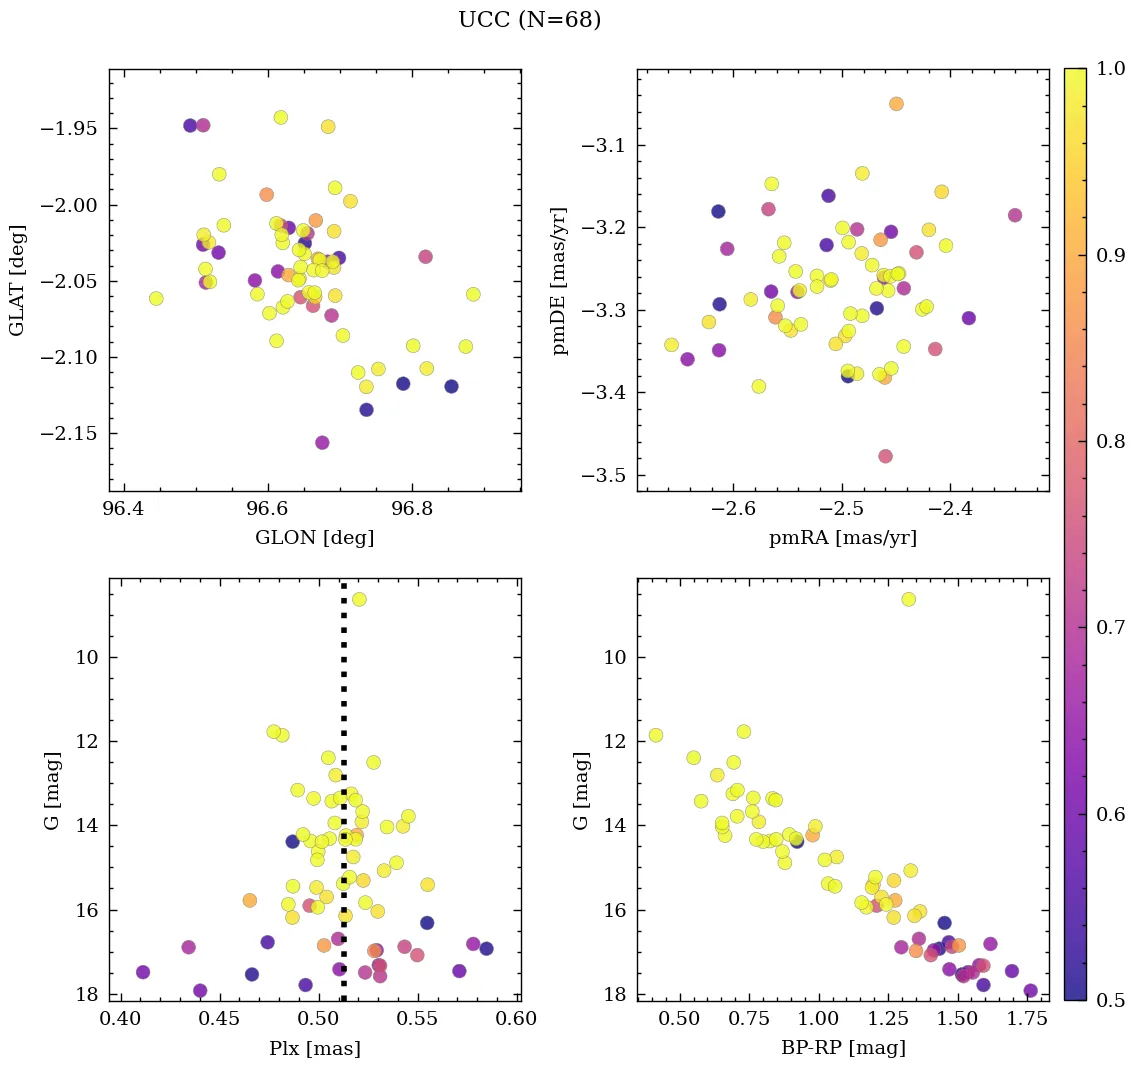 UCC (N=68)
−1.95
−2.00
−2.05
−2.10
−2.15
GLAT [deg]
96.4 96.6 96.8
GLON [deg]
−3.1
−3.2
−3.3
−3.4
−3.5
pmDE [mas/yr]
−2.6 −2.5 −2.4
pmRA [mas/yr]
10
12
14
16
18
G [mag]
0.40 0.45 0.50 0.55 0.60
Plx [mas]
10
12
14
16
18
G [mag]
0.50 0.75 1.00 1.25 1.50 1.75
BP-RP [mag]
1.0
0.9
0.8
0.7
0.6
0.5